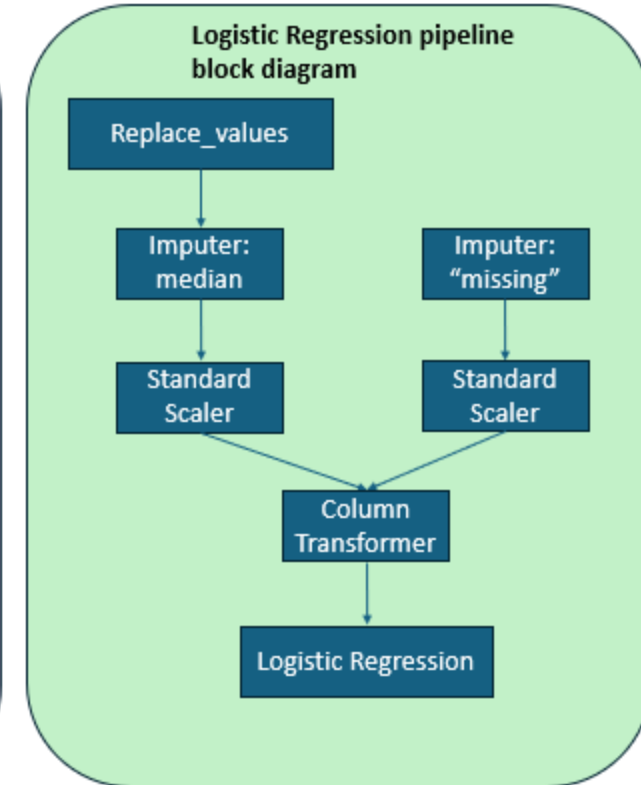 Logistic Regression pipeline
block diagram
Replace_values
Imputer:
median
Imputer:
“missing”
Standard
Scaler
Standard
Scaler
Column
Transformer
Logistic Regression